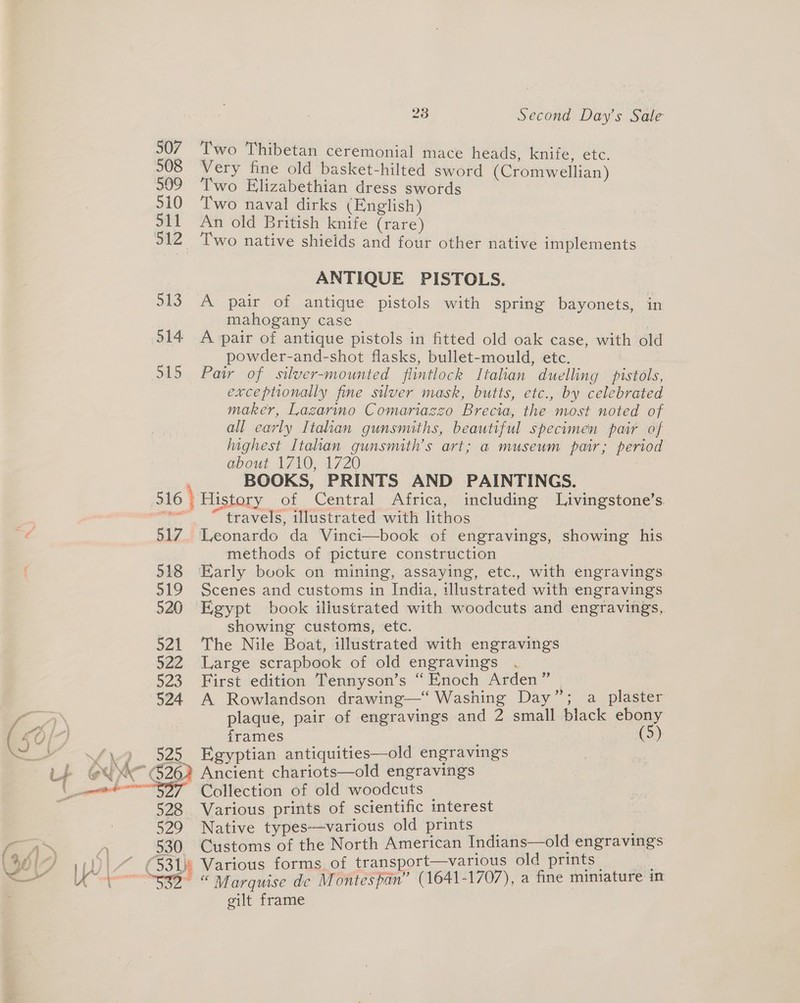 23 Second Day's Sale
507 Two Thibetan ceremonial mace heads, knife, etc.
508 Very fine old basket-hilted sword (Cromwellian)
509 Two Elizabethian dress swords
510 Two naval dirks (English)
511 An old British knife (rare)
512 Two native shields and four other native implements
ANTIQUE PISTOLS.
513 A pair of antique pistols with spring bayonets, in
mahogany case
514 A pair of antique pistols in fitted old oak case, with old
powder-and-shot flasks, bullet-mould, etc.
515 Pair of silver-mounted flintlock Italian duelling pistols,
exceptionally fine silver mask, butts, etc., by celebrated
maker, Lazarino Comariazzo Brecia, the most noted of
all early Italian gunsmiths, beautiful specimen pair of
highest Italian gunsmith's art; a museum pair; period
about 1710, 1720
BOOKS, PRINTS AND PAINTINGS.
516 History of Central Africa, including Livingstone's
travels, illustrated with lithos
517 Leonardo da Vinci—book of engravings, showing his
methods of picture construction
518 Early book on mining, assaying, etc., with engravings
519 Scenes and customs in India, illustrated with engravings
520 Egypt book illustrated with woodcuts and engravings,
showing customs, etc.
521 The Nile Boat, illustrated with engravings
522 Large scrapbook of old engravings .
523 First edition Tennyson's "Enoch Arden"
524 A Rowlandson drawing—"Washing Day"; a plaster
plaque, pair of engravings and 2 small black ebony
frames (5)
525 Egyptian antiquities—old engravings
526 Ancient chariots—old engravings
527 Collection of old woodcuts
528 Various prints of scientific interest
529 Native types—various old prints
530 Customs of the North American Indians—old engravings
531 Various forms of transport—various old prints
532 "Marquise de Montespan" (1641-1707), a fine miniature in
gilt frame